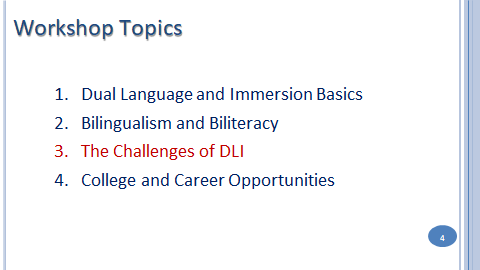 Workshop Topics
1. Dual Language and Immersion Basics
2. Bilingualism and Biliteracy
3. The Challenges of DLI
4. College and Career Opportunities
4